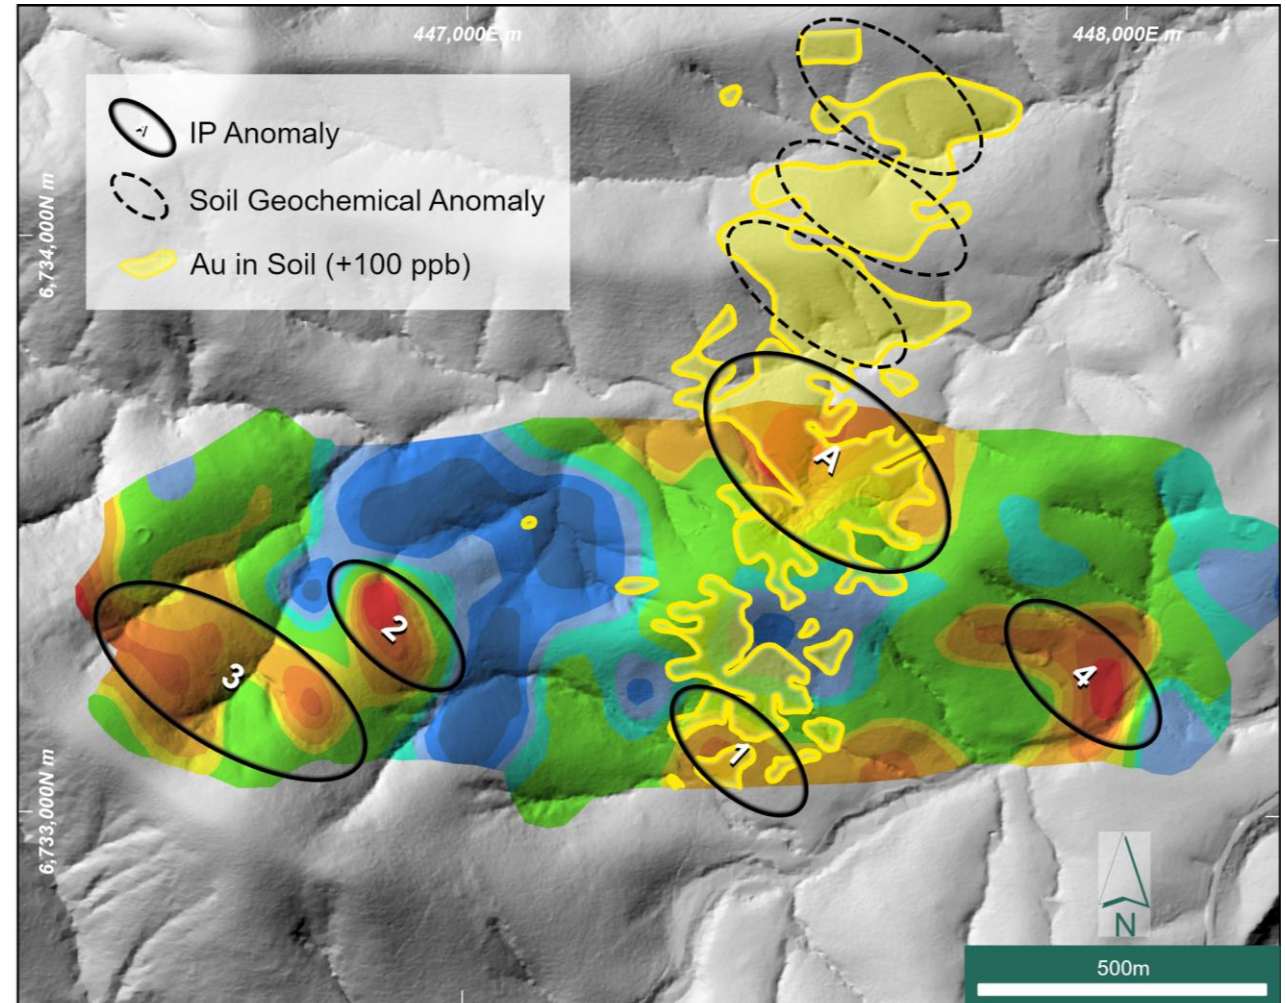 447,000E m
448,000E m
A
IP Anomaly
Soil Geochemical Anomaly
Au in Soil (+100 ppb)
6,734,000N m
A
2
3
4
1
6,733,000N m
N
500m